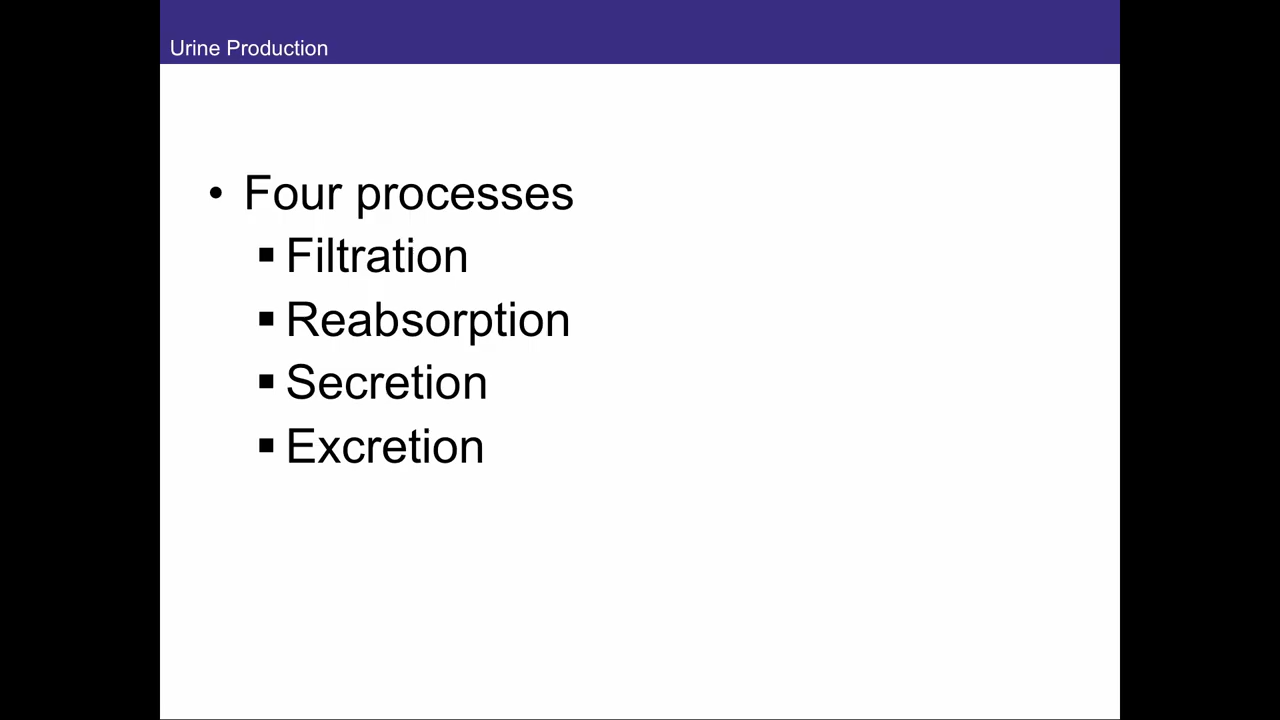 Urine Production
• Four processes
▪ Filtration
▪ Reabsorption
▪ Secretion
▪ Excretion